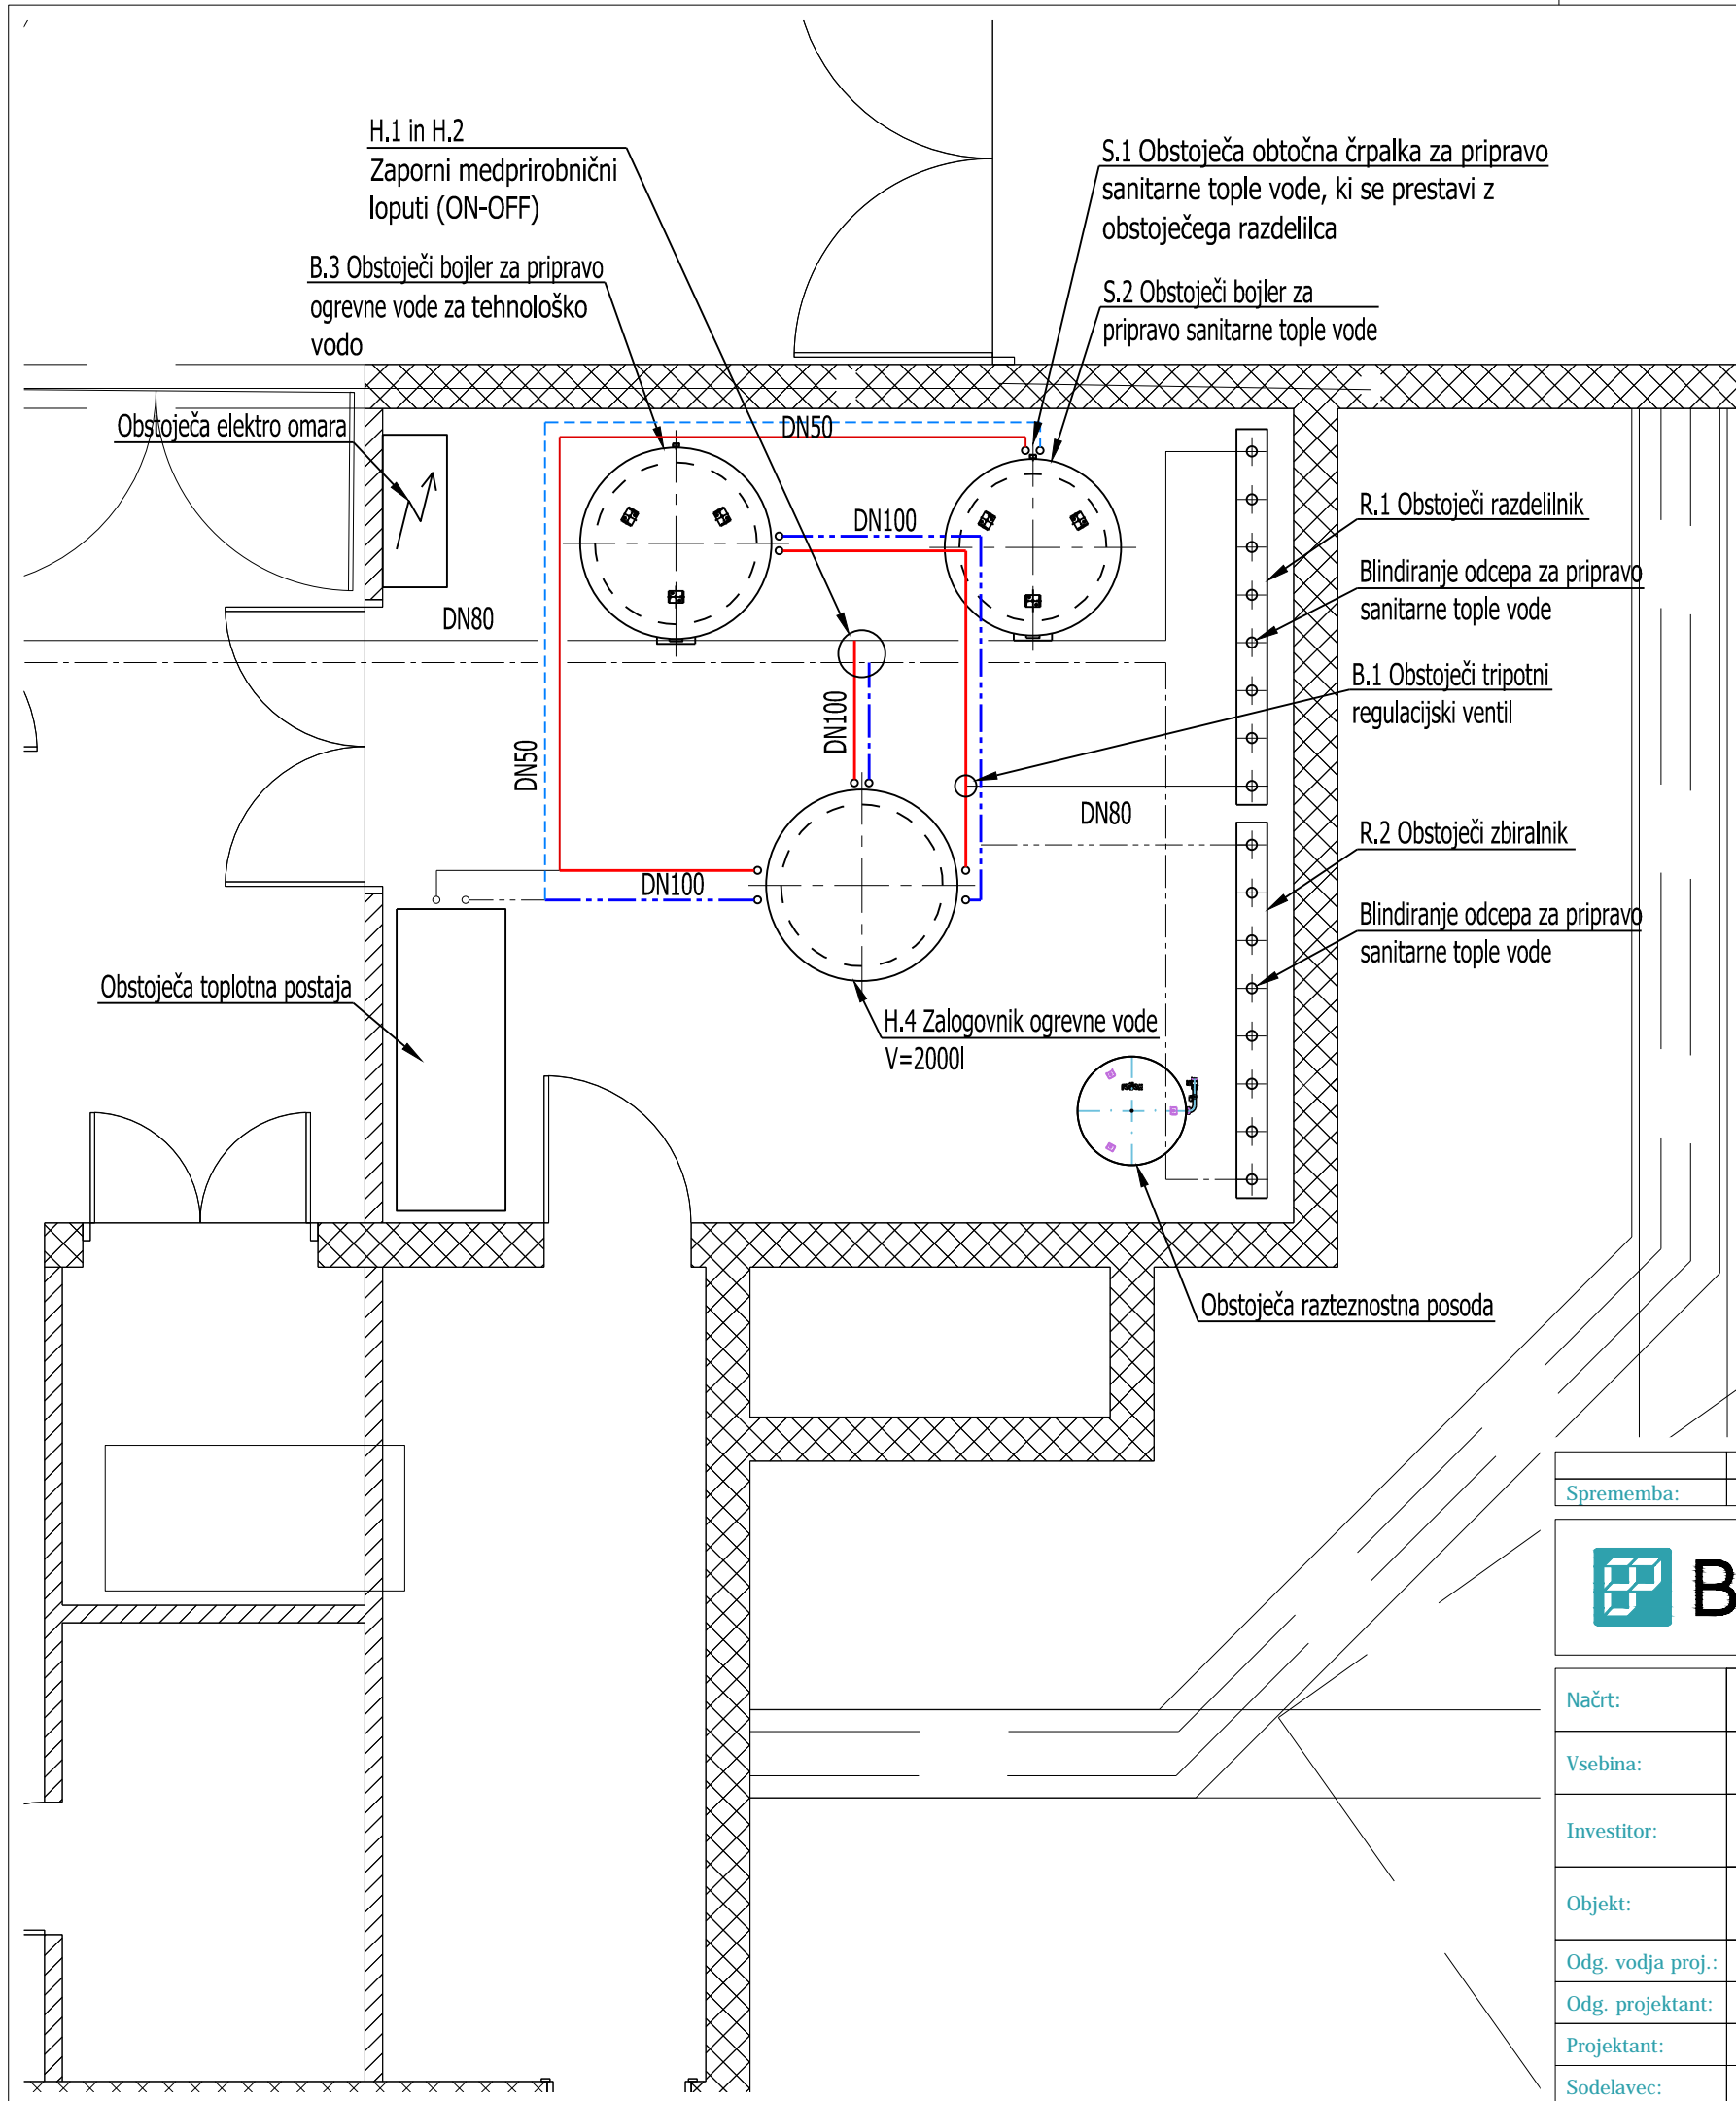 H.1 in H.2
Zaporni medprirobnični
loputi (ON-OFF)
S.1 Obstoječa obtočna črpalka za pripravo
sanitarne tople vode, ki se prestavi z
obstoječega razdelilca
B.3 Obstoječi bojler za pripravo
ogrevne vode za tehnološko
vodo
S.2 Obstoječi bojler za
pripravo sanitarne tople vode
Obstoječa elektro omara
DN50
DN100
R.1 Obstoječi razdelilnik
Blindiranje odcepa za pripravo
sanitarne tople vode
DN80
B.1 Obstoječi tripotni
regulacijski ventil
DN100
DN50
DN80
R.2 Obstoječi zbiralnik
DN100
Blindiranje odcepa za pripravo
sanitarne tople vode
Obstoječa toplotna postaja
H.4 Zalogovnik ogrevne vode
V=2000l
Obstoječa razteznostna posoda
Sprememba:
B
Načrt:
Vsebina:
Investitor:
Objekt:
Odg. vodja proj.:
Odg. projektant:
Projektant:
Sodelavec: